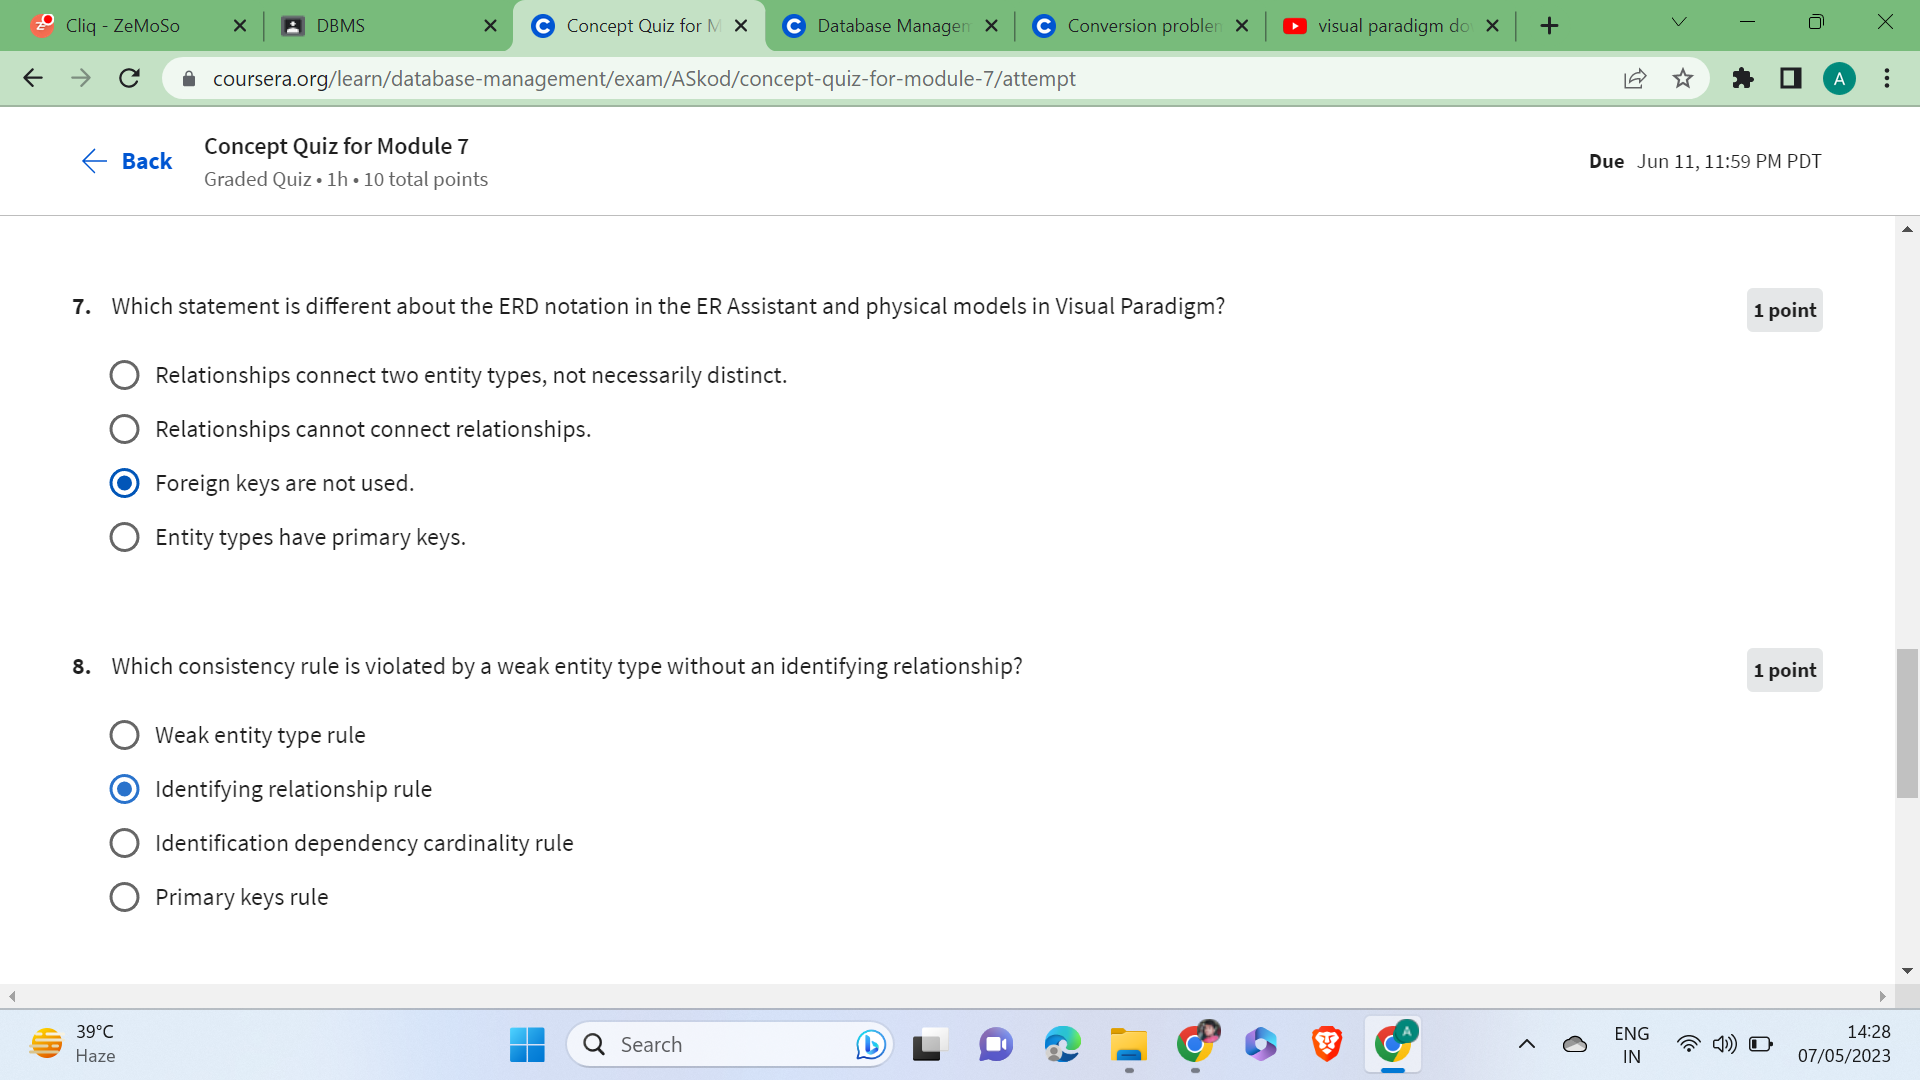 Cliq - ZeMoSo
DBMS
Concept Quiz for M
Database Managem
Conversion problem
visual paradigm do
coursera.org/learn/database-management/exam/ASkod/concept-quiz-for-module-7/attempt
A
Back
Concept Quiz for Module 7
Graded Quiz • 1h • 10 total points
Due Jun 11, 11:59 PM PDT
7. Which statement is different about the ERD notation in the ER Assistant and physical models in Visual Paradigm?
1 point
Relationships connect two entity types, not necessarily distinct.
Relationships cannot connect relationships.
Foreign keys are not used.
Entity types have primary keys.
8. Which consistency rule is violated by a weak entity type without an identifying relationship?
1 point
Weak entity type rule
Identifying relationship rule
Identification dependency cardinality rule
Primary keys rule
39°C
Haze
Search
A
ENG
IN
14:28
07/05/2023